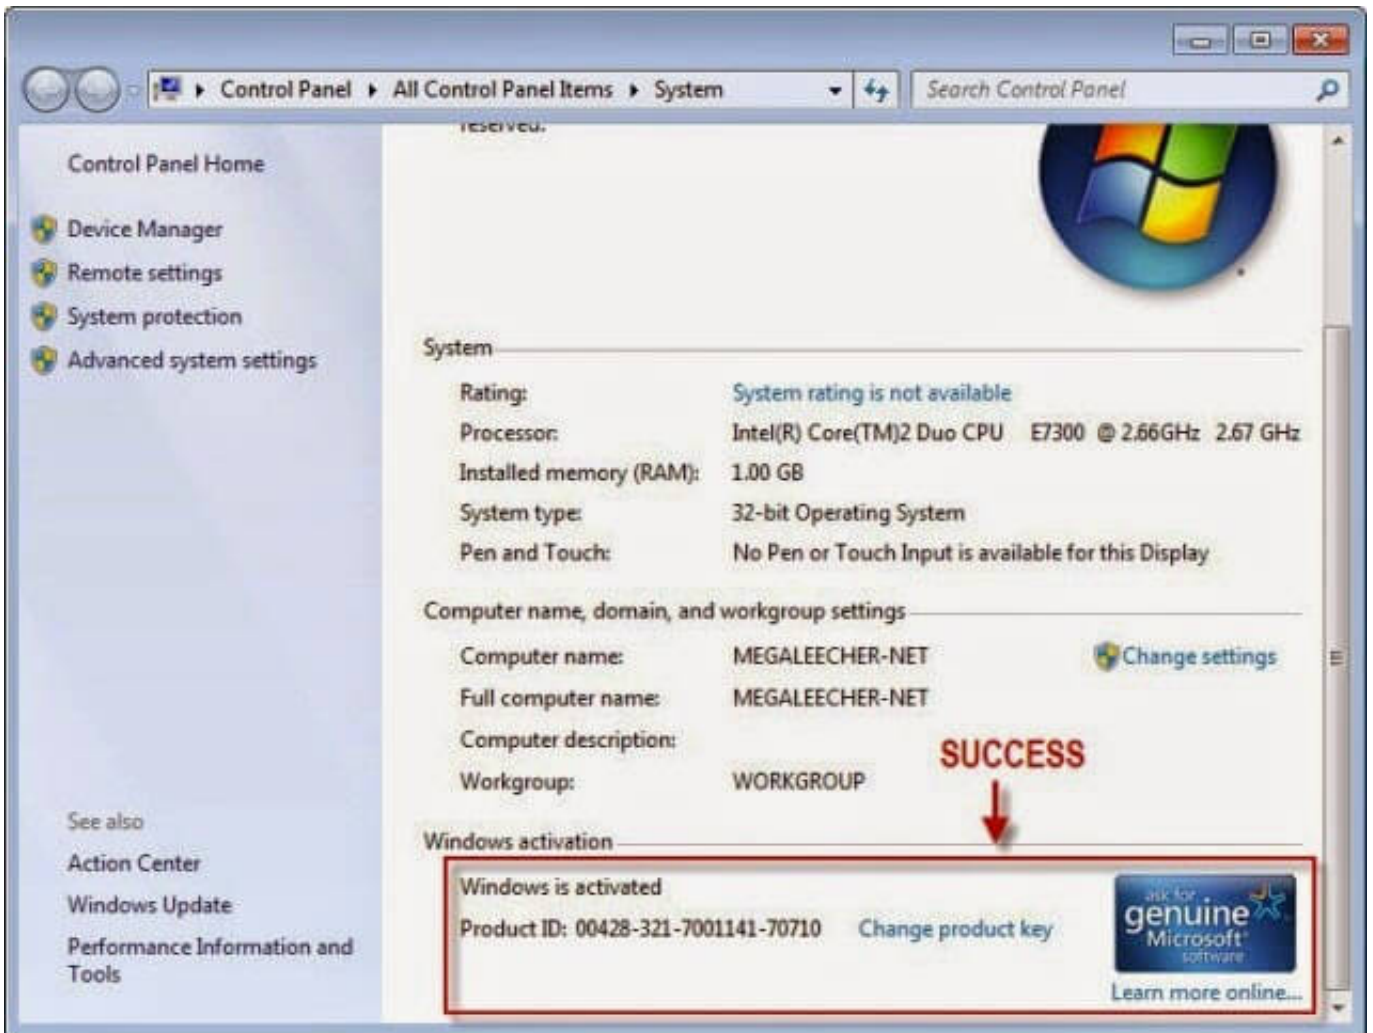 Control Panel ▸ All Control Panel Items ▸ System
Search Control Panel
reserved.
Control Panel Home
Device Manager
Remote settings
System protection
Advanced system settings
System
Rating: System rating is not available
Processor: Intel(R) Core(TM)2 Duo CPU E7300 @ 2.66GHz 2.67 GHz
Installed memory (RAM): 1.00 GB
System type: 32-bit Operating System
Pen and Touch: No Pen or Touch Input is available for this Display
Computer name, domain, and workgroup settings
Computer name: MEGALEECHER-NET
Change settings
Full computer name: MEGALEECHER-NET
Computer description:
Workgroup: WORKGROUP
SUCCESS
Windows activation
Windows is activated
Product ID: 00428-321-7001141-70710 Change product key
ask for
genuine
Microsoft
software
Learn more online...
See also
Action Center
Windows Update
Performance Information and
Tools